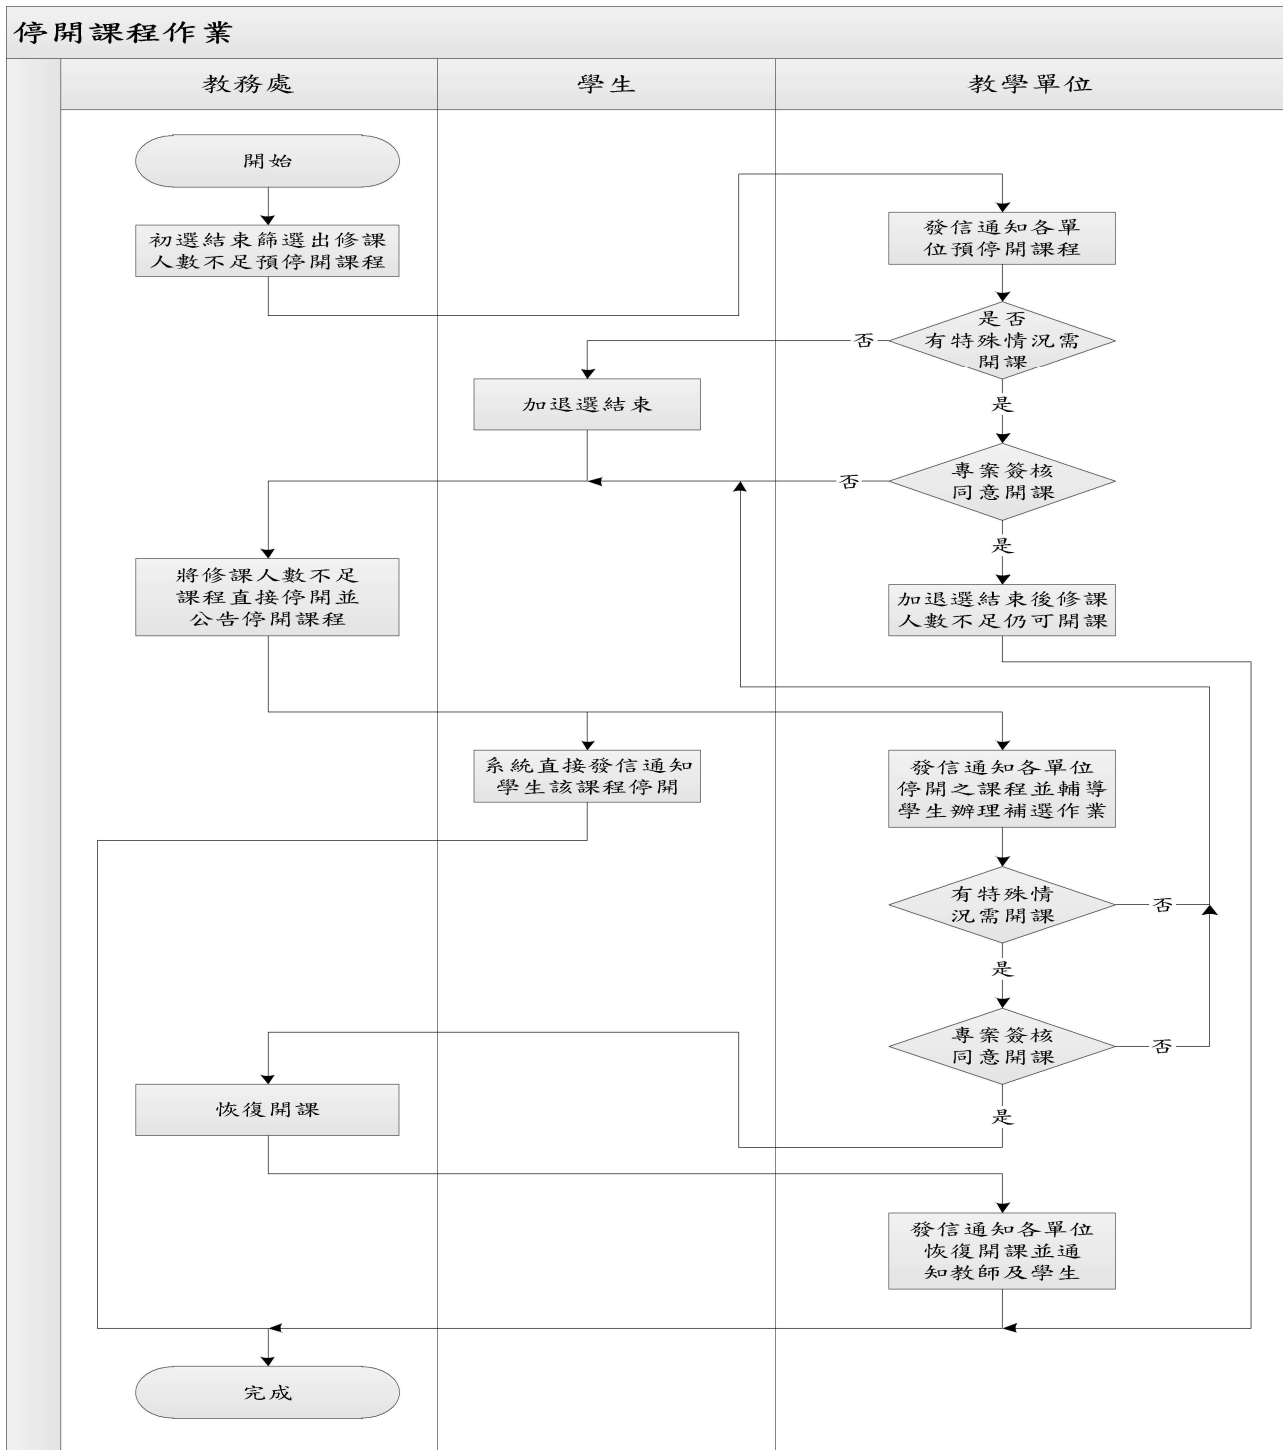 停開課程作業
教務處
學生
教學單位
開始
初選結束篩選出修課
人數不足預停開課程
發信通知各單
位預停開課程
是否
有特殊情況需
開課
否
是
加退選結束
專案簽核
同意開課
否
是
將修課人數不足
課程直接停開並
公告停開課程
加退選結束後修課
人數不足仍可開課
系統直接發信通知
學生該課程停開
發信通知各單位
停開之課程並輔導
學生辦理補選作業
有特殊情
況需開課
否
是
專案簽核
同意開課
否
是
恢復開課
發信通知各單位
恢復開課並通
知教師及學生
完成